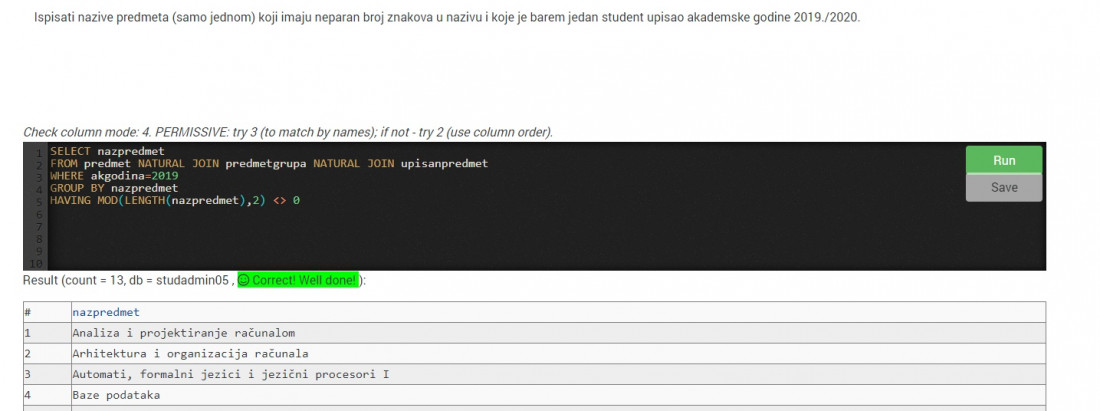 Ispisati nazive predmeta (samo jednom) koji imaju neparan broj znakova u nazivu i koje je barem jedan student upisao akademske godine 2019./2020.
Check column mode: 4. PERMISSIVE: try 3 (to match by names); if not - try 2 (use column order).
1 SELECT nazpredmet
2 FROM predmet NATURAL JOIN predmetgrupa NATURAL JOIN upisanpredmet
3 WHERE akgodina=2019
4 GROUP BY nazpredmet
5 HAVING MOD(LENGTH(nazpredmet),2) <> 0
6
7
8
9
10
Run
Save
Result (count = 13, db = studadmin05 , Correct! Well done! ):
# nazpredmet
1 Analiza i projektiranje računalom
2 Arhitektura i organizacija računala
3 Automati, formalni jezici i jezični procesori I
4 Baze podataka